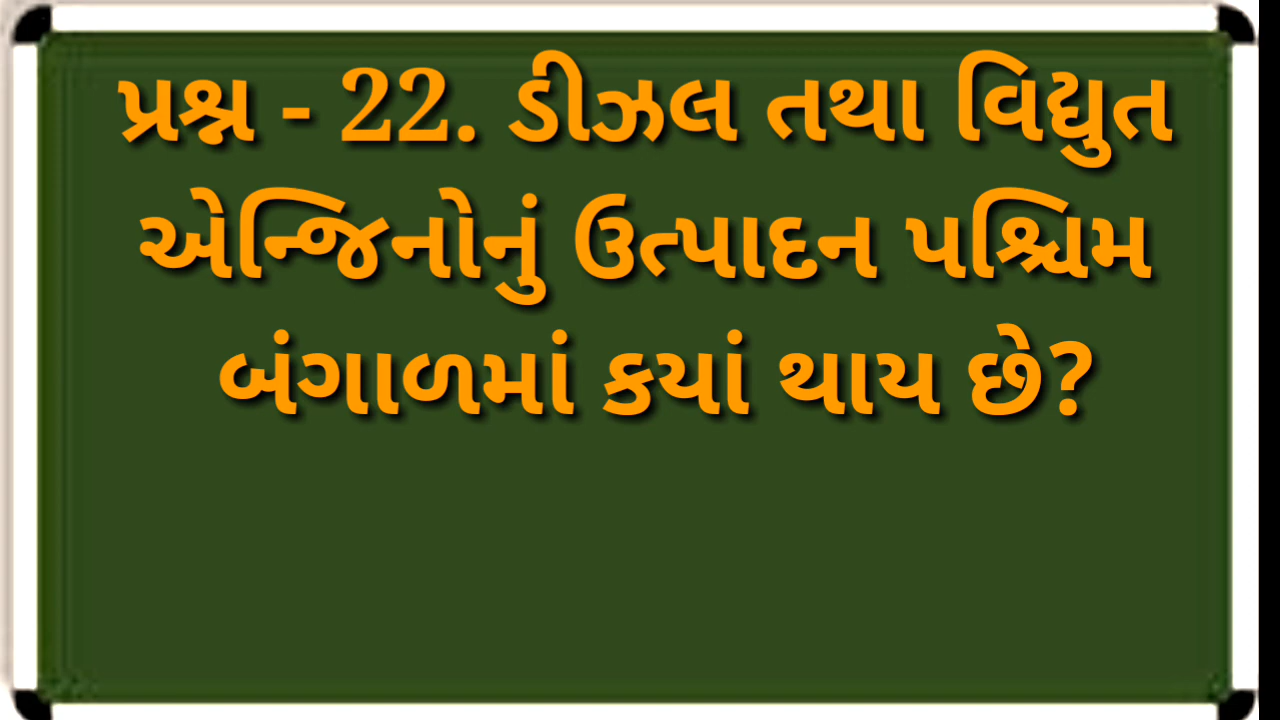 પ્રશ્ન - 22. ડીઝલ તથા વિદ્યુત
એન્જિનોનું ઉત્પાદન પશ્ચિમ
બંગાળમાં કયાં થાય છે?